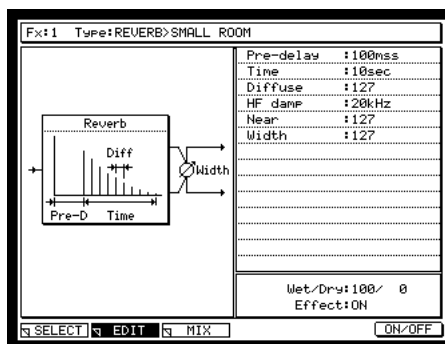 Fx:1 Type:REVERB>SMALL ROOM
Pre-delay :100mss
Time :10sec
Diffuse :127
HF damp :20kHz
Near :127
Width :127
Reverb
Diff
Width
Pre-D Time
Wet/Dry:100/ 0
Effect:ON
SELECT EDIT MIX ON/OFF